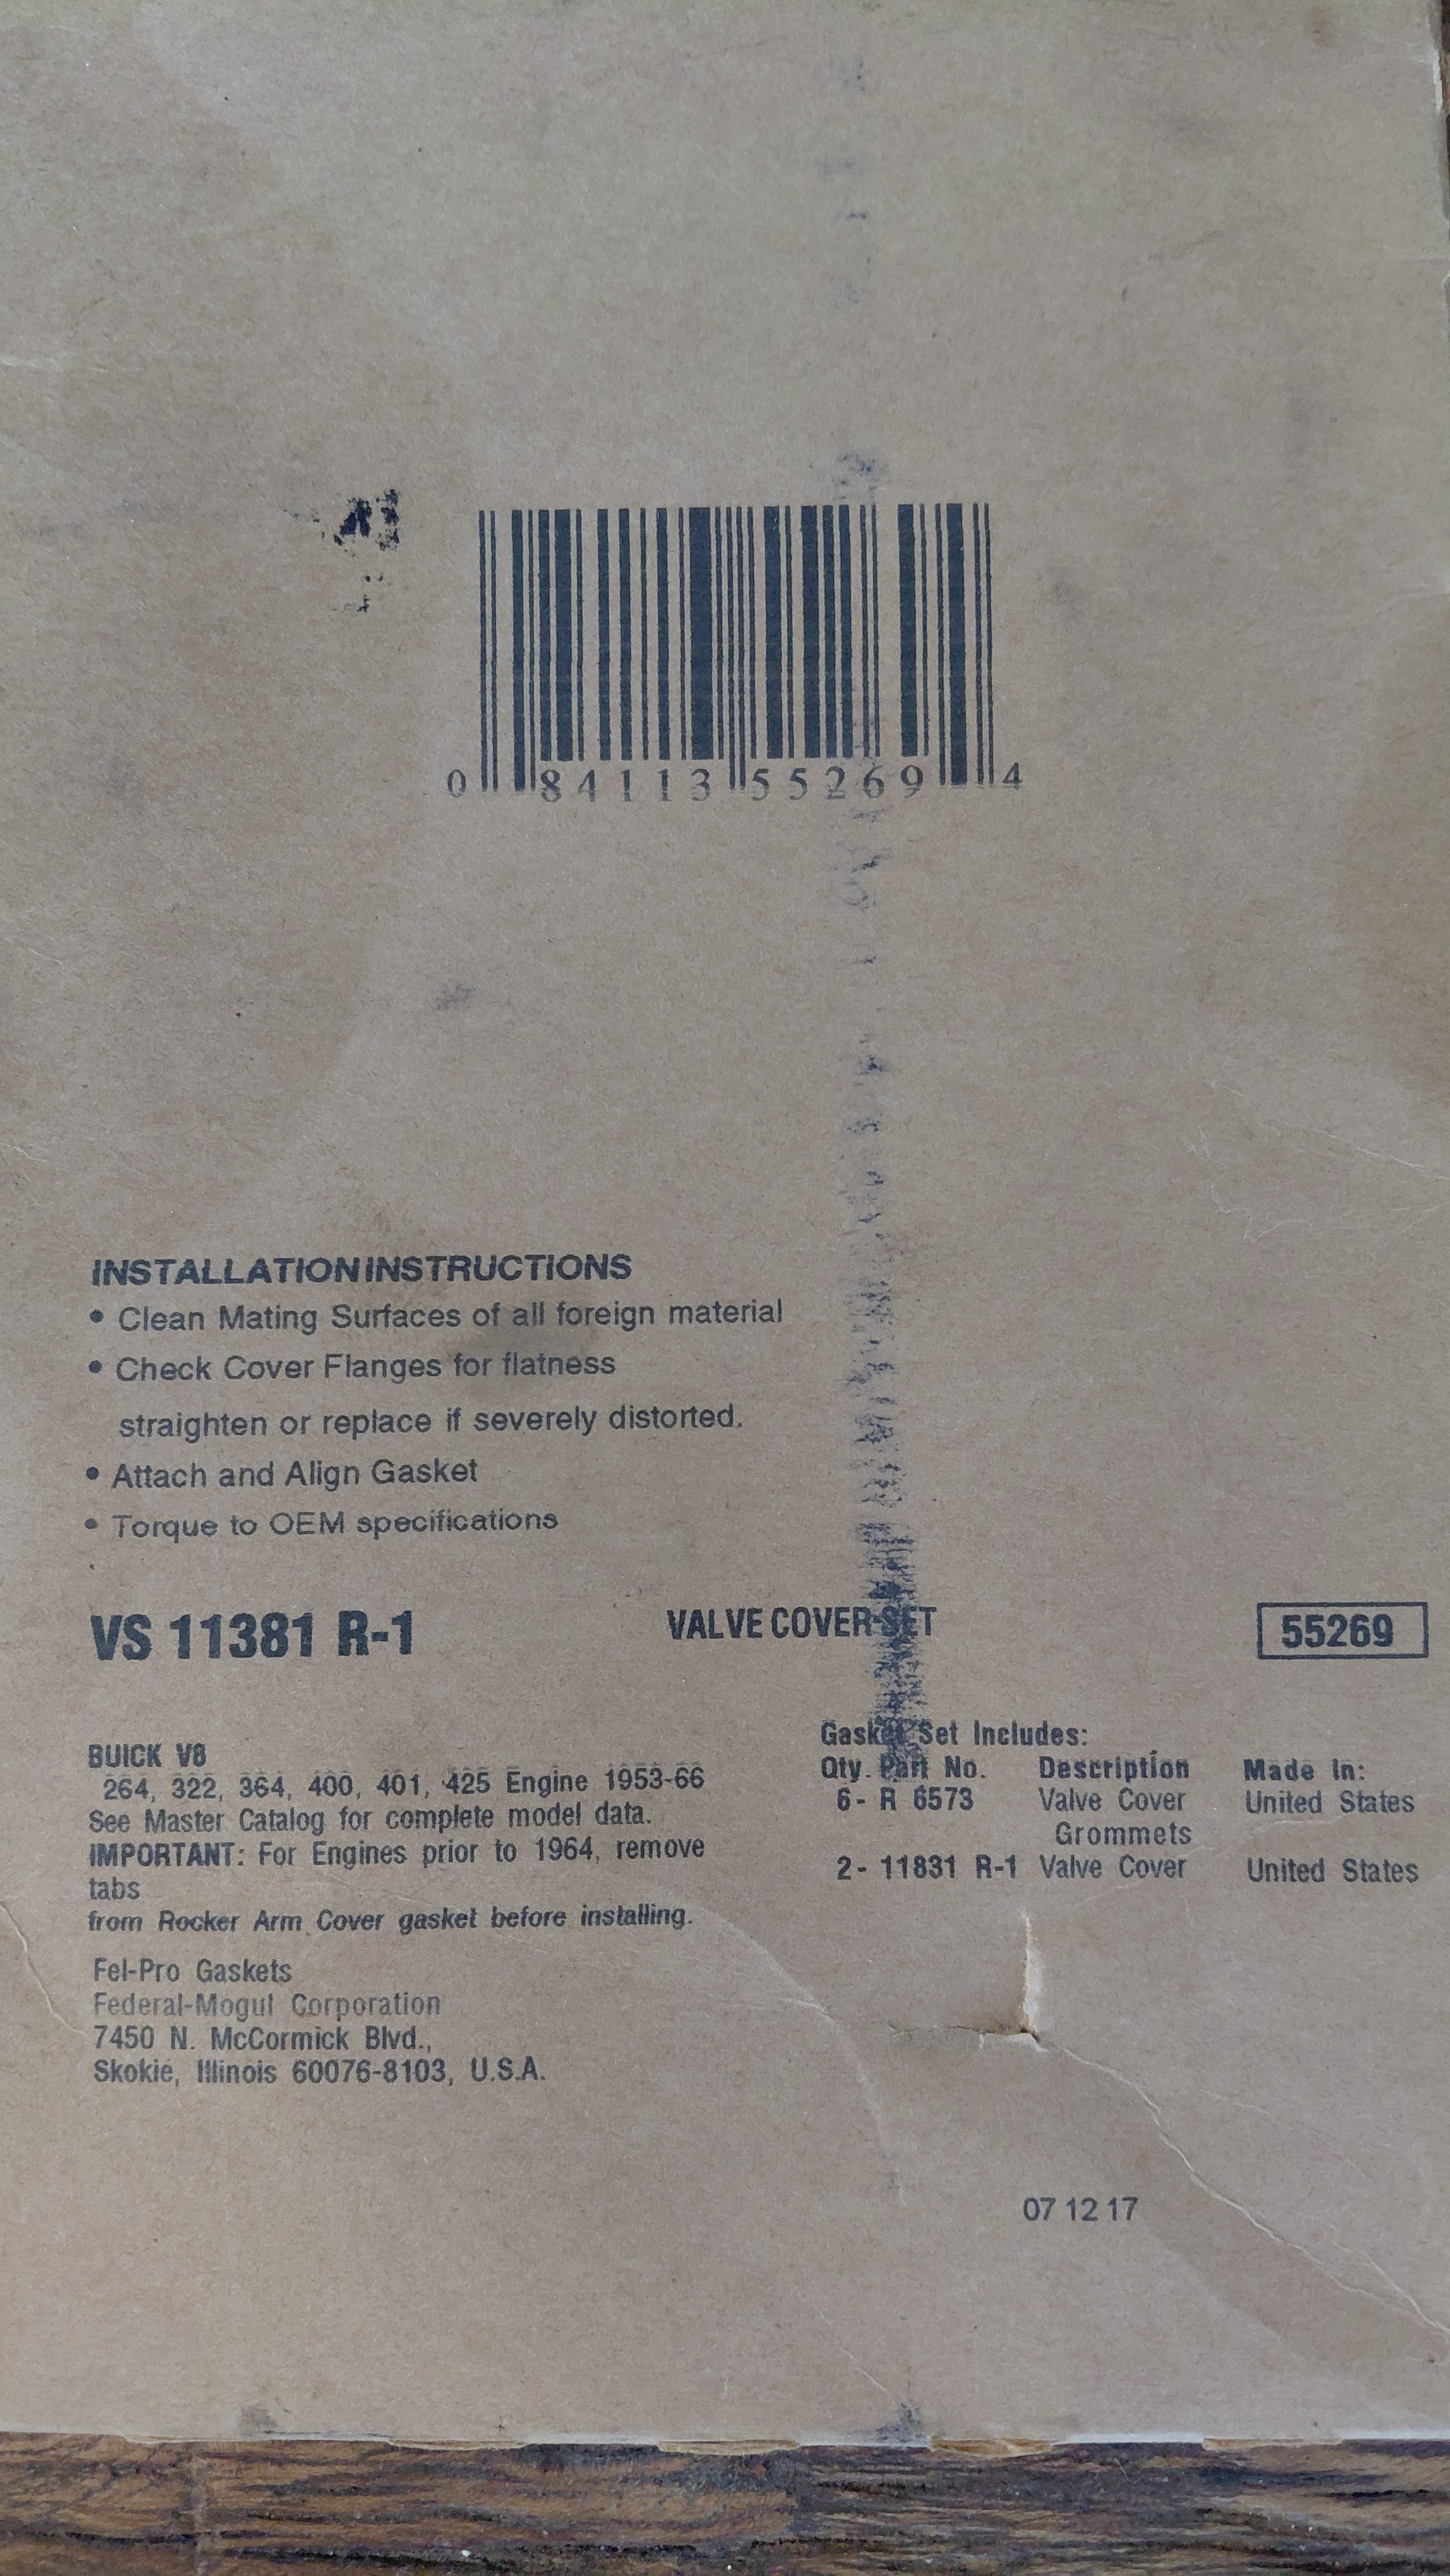 0 84113 55269 4
INSTALLATION INSTRUCTIONS
• Clean Mating Surfaces of all foreign material
• Check Cover Flanges for flatness
straighten or replace if severely distorted.
• Attach and Align Gasket
• Torque to OEM specifications
VS 11381 R-1 VALVE COVER SET 55269
BUICK V8
264, 322, 364, 400, 401, 425 Engine 1953-66
See Master Catalog for complete model data.
IMPORTANT: For Engines prior to 1964, remove
tabs
from Rocker Arm Cover gasket before installing.
Gasket Set Includes:
Qty. Part No. Description Made In:
6- R 6573 Valve Cover United States
Grommets
2- 11831 R-1 Valve Cover United States
Fel-Pro Gaskets
Federal-Mogul Corporation
7450 N. McCormick Blvd.,
Skokie, Illinois 60076-8103, U.S.A.
07 12 17